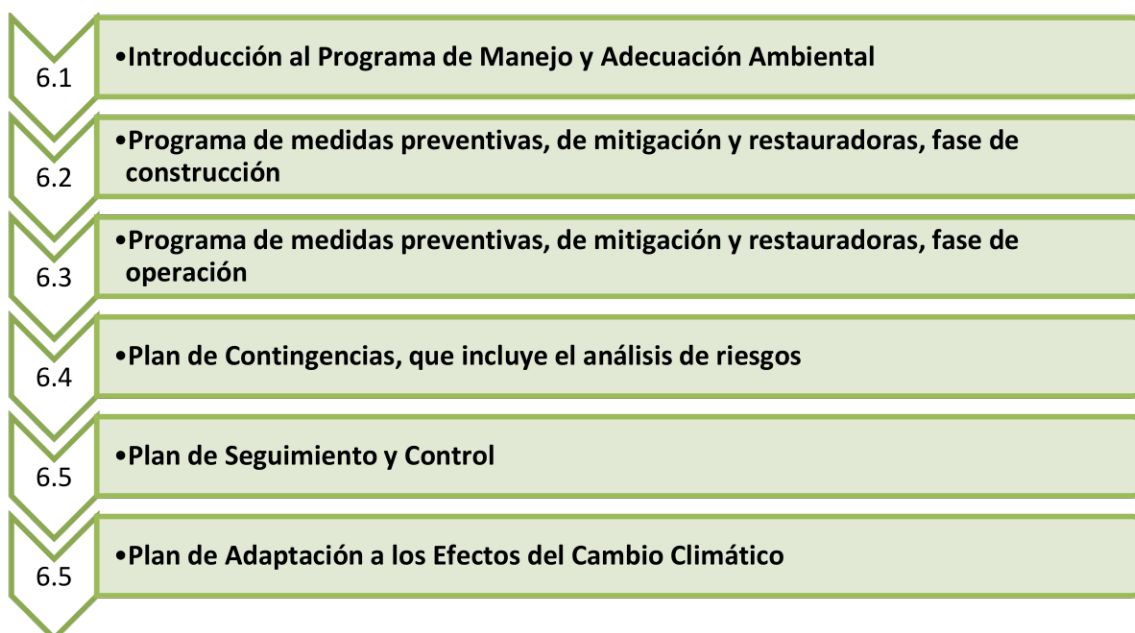 6.1
•Introducción al Programa de Manejo y Adecuación Ambiental
6.2
•Programa de medidas preventivas, de mitigación y restauradoras, fase de
construcción
6.3
•Programa de medidas preventivas, de mitigación y restauradoras, fase de
operación
6.4
•Plan de Contingencias, que incluye el análisis de riesgos
6.5
•Plan de Seguimiento y Control
6.5
•Plan de Adaptación a los Efectos del Cambio Climático